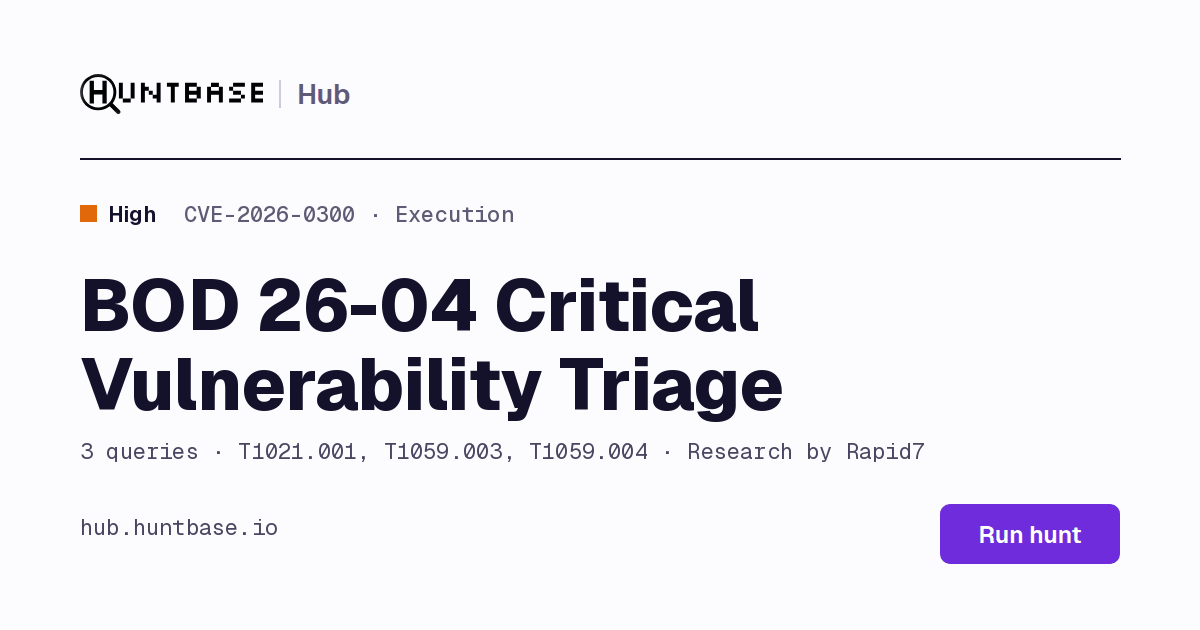 HUNTBASE | Hub
High CVE-2026-0300 · Execution
BOD 26-04 Critical
Vulnerability Triage
3 queries · T1021.001, T1059.003, T1059.004 · Research by Rapid7
hub.huntbase.io
Run hunt